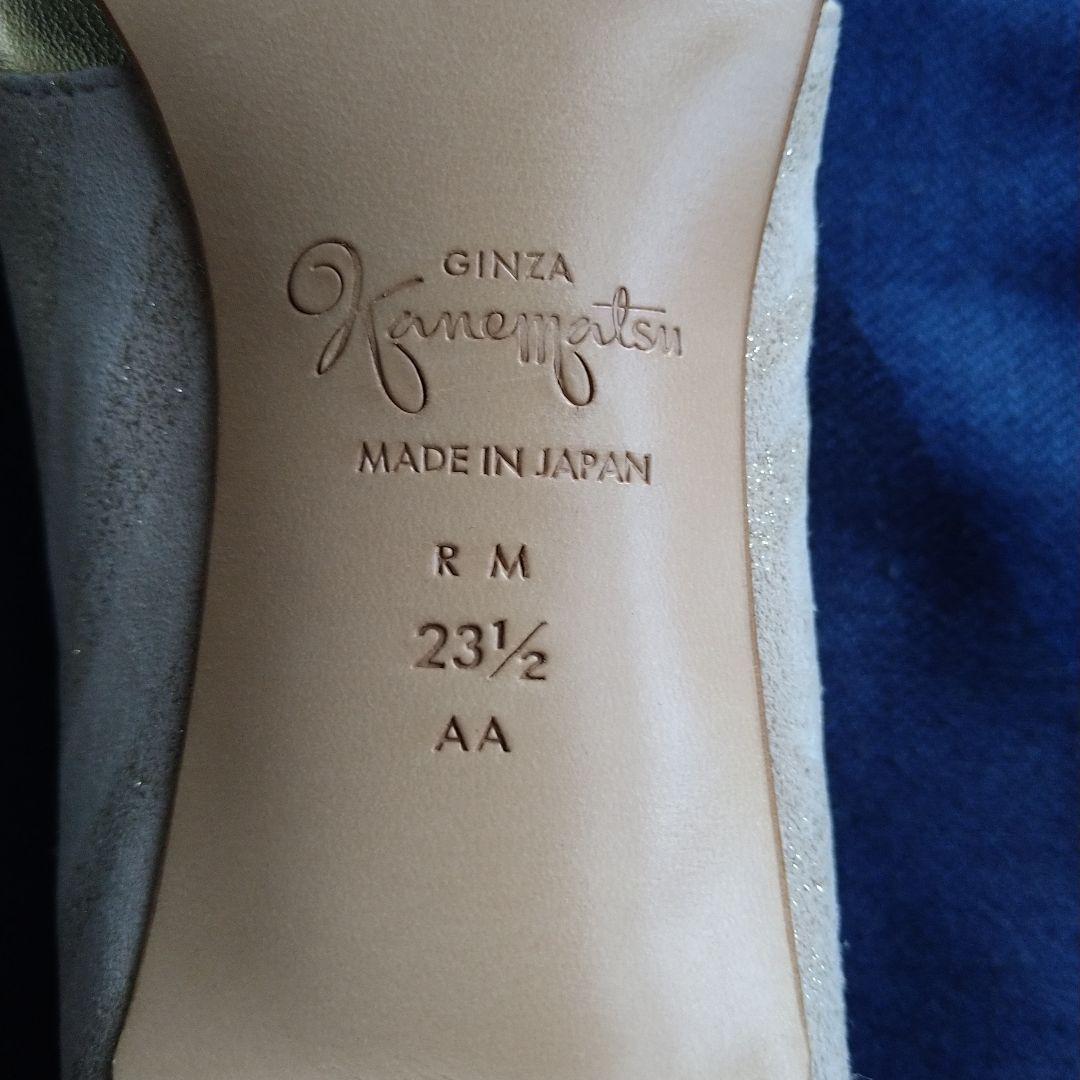 GINZA
Kanematsu
MADE IN JAPAN
R M
23½
AA